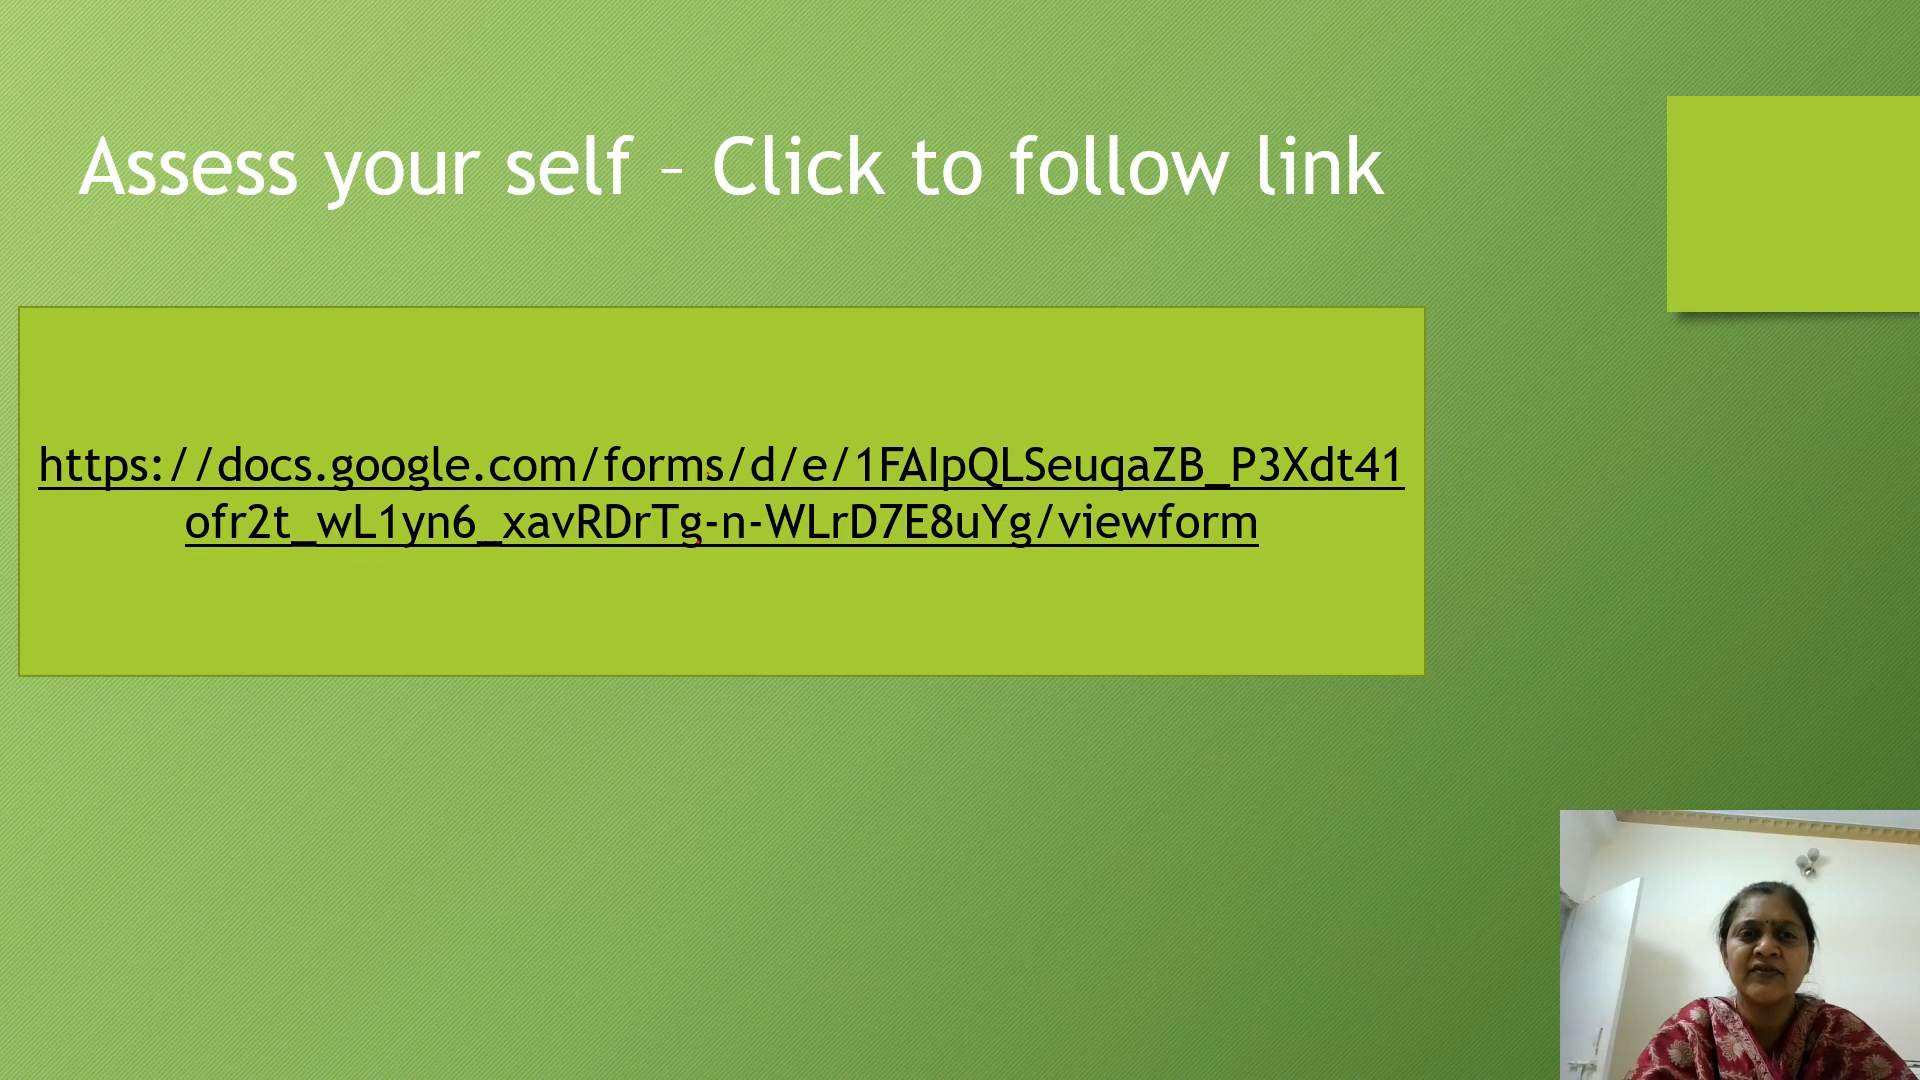 Assess your self – Click to follow link
https://docs.google.com/forms/d/e/1FAIpQLSeuqaZB_P3Xdt41
ofr2t_wL1yn6_xavRDrTg-n-WLrD7E8uYg/viewform